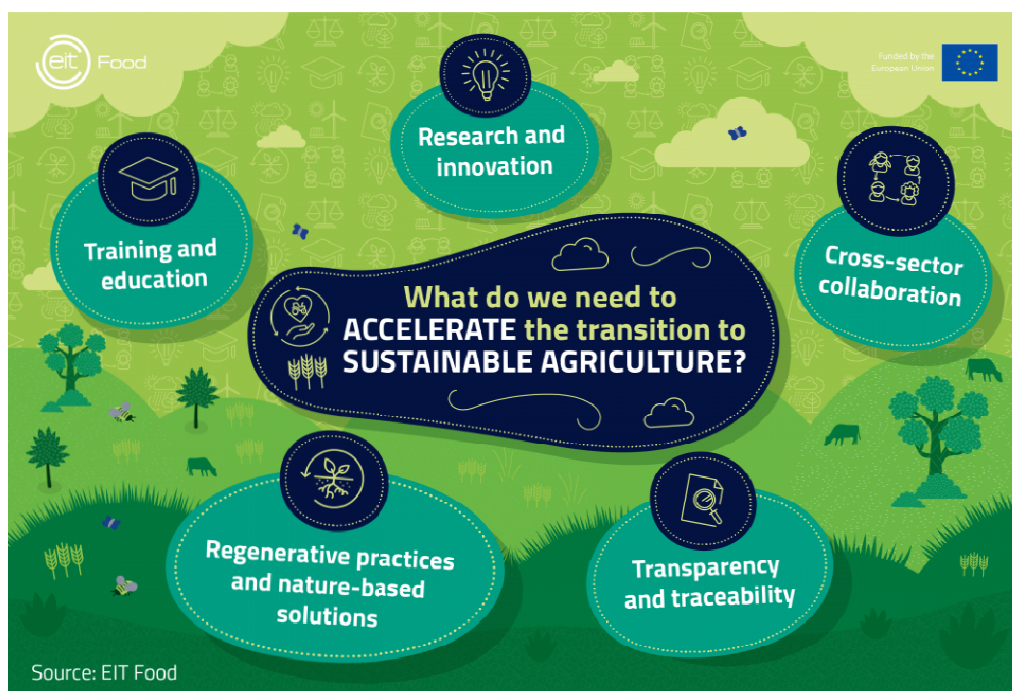 eit Food
Funded by the
European Union
Research and
innovation
Training and
education
Cross-sector
collaboration
What do we need to
ACCELERATE the transition to
SUSTAINABLE AGRICULTURE?
Regenerative practices
and nature-based
solutions
Transparency
and traceability
Source: EIT Food